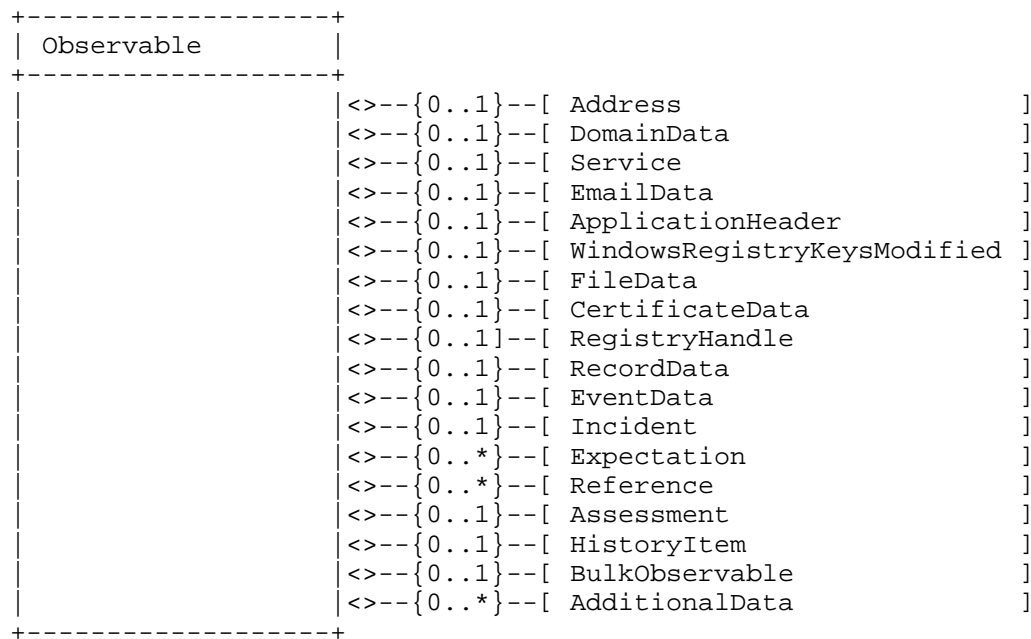 +-------------------+
| Observable        |
+-------------------+
|                   |<>--{0..1}--[ Address                     ]
|                   |<>--{0..1}--[ DomainData                  ]
|                   |<>--{0..1}--[ Service                     ]
|                   |<>--{0..1}--[ EmailData                   ]
|                   |<>--{0..1}--[ ApplicationHeader           ]
|                   |<>--{0..1}--[ WindowsRegistryKeysModified ]
|                   |<>--{0..1}--[ FileData                    ]
|                   |<>--{0..1}--[ CertificateData             ]
|                   |<>--{0..1]--[ RegistryHandle              ]
|                   |<>--{0..1}--[ RecordData                  ]
|                   |<>--{0..1}--[ EventData                   ]
|                   |<>--{0..1}--[ Incident                    ]
|                   |<>--{0..*}--[ Expectation                 ]
|                   |<>--{0..*}--[ Reference                   ]
|                   |<>--{0..1}--[ Assessment                  ]
|                   |<>--{0..1}--[ HistoryItem                 ]
|                   |<>--{0..1}--[ BulkObservable              ]
|                   |<>--{0..*}--[ AdditionalData              ]
+-------------------+